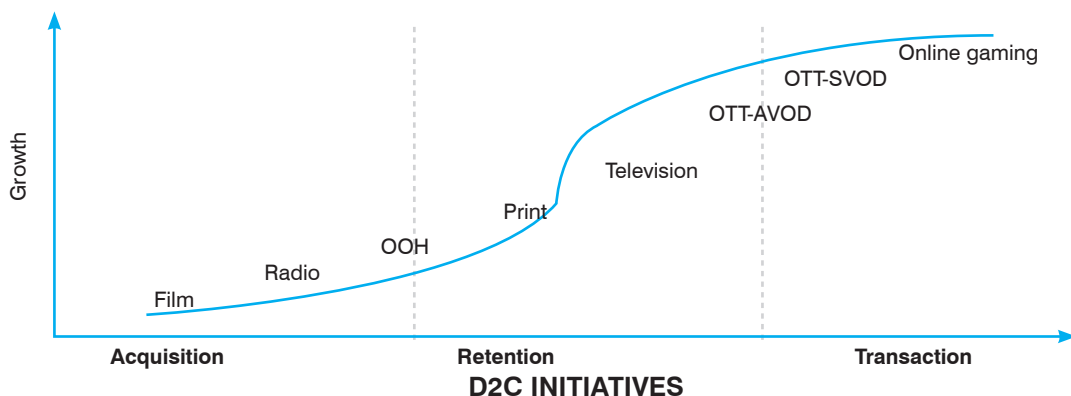 Growth
Online gaming
OTT-SVOD
OTT-AVOD
Television
Print
OOH
Radio
Film
Acquisition
Retention
Transaction
D2C INITIATIVES